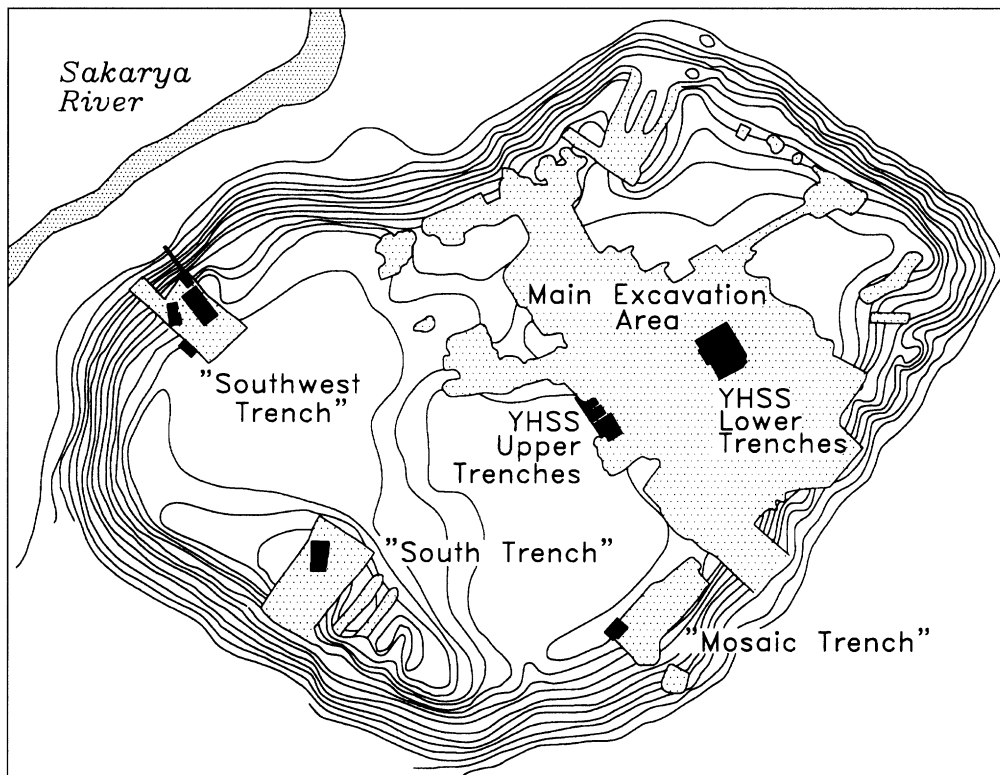 Sakarya
River
Main Excavation
Area
"Southwest
Trench"
YHSS
Upper
Trenches
YHSS
Lower
Trenches
"South Trench"
"Mosaic Trench"